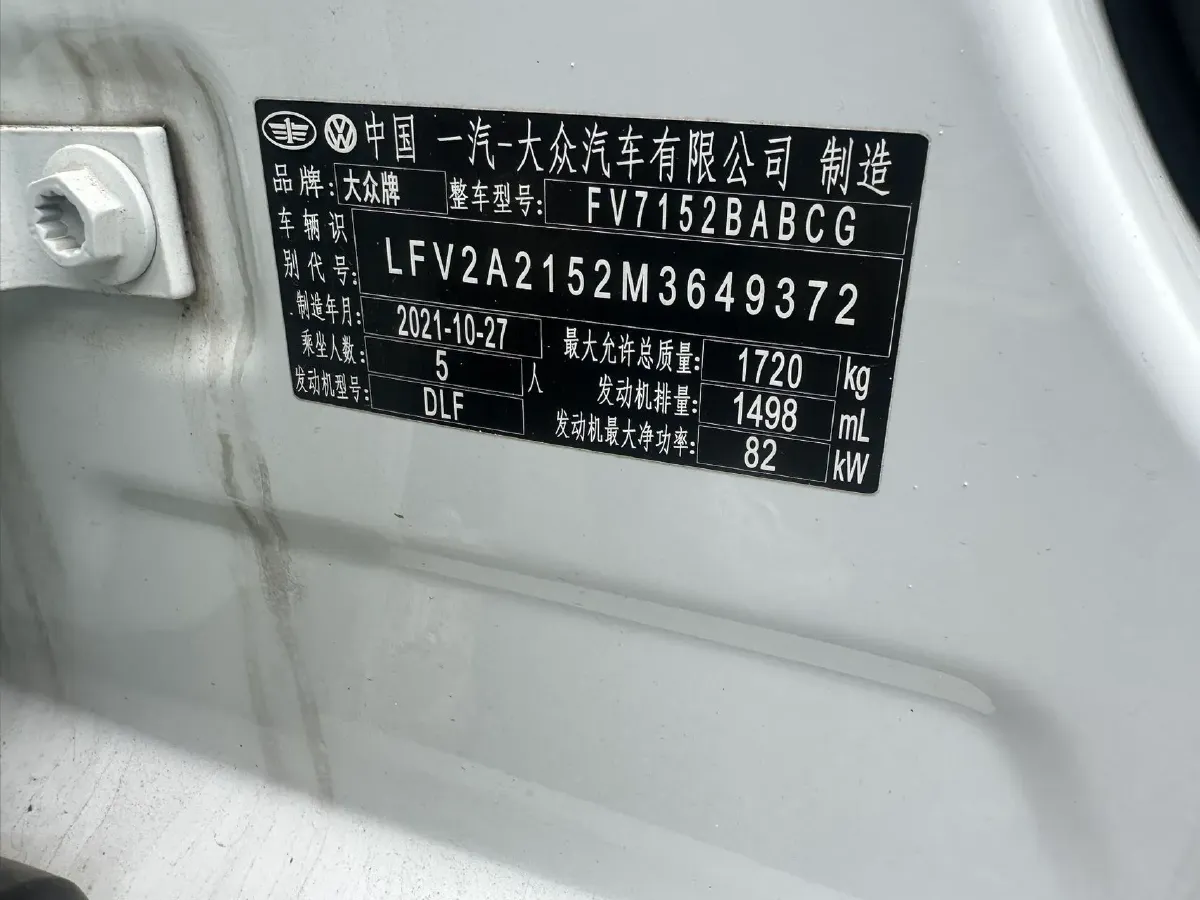 中国 一汽-大众汽车有限公司 制造
品牌: 大众牌 整车型号: FV7152BABCG
车辆识别代号: LFV2A2152M3649372
制造年月: 2021-10-27
乘坐人数: 5 人
发动机型号: DLF
最大允许总质量: 1720 kg
发动机排量: 1498 mL
发动机最大净功率: 82 kW